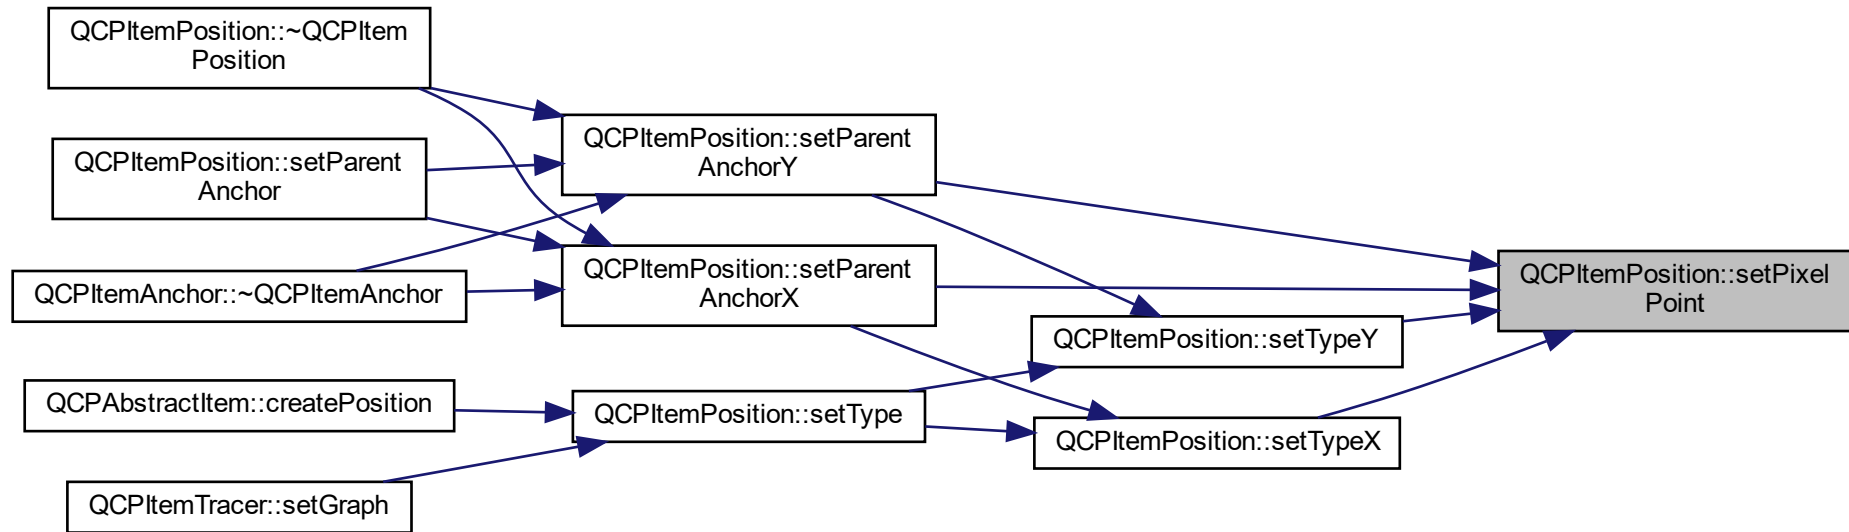 QCPItemPosition::~QCPItem
Position
QCPItemPosition::setParent
Anchor
QCPItemAnchor::~QCPItemAnchor
QCPAbstractItem::createPosition
QCPItemTracer::setGraph
QCPItemPosition::setParent
AnchorY
QCPItemPosition::setParent
AnchorX
QCPItemPosition::setType
QCPItemPosition::setTypeY
QCPItemPosition::setTypeX
QCPItemPosition::setPixel
Point